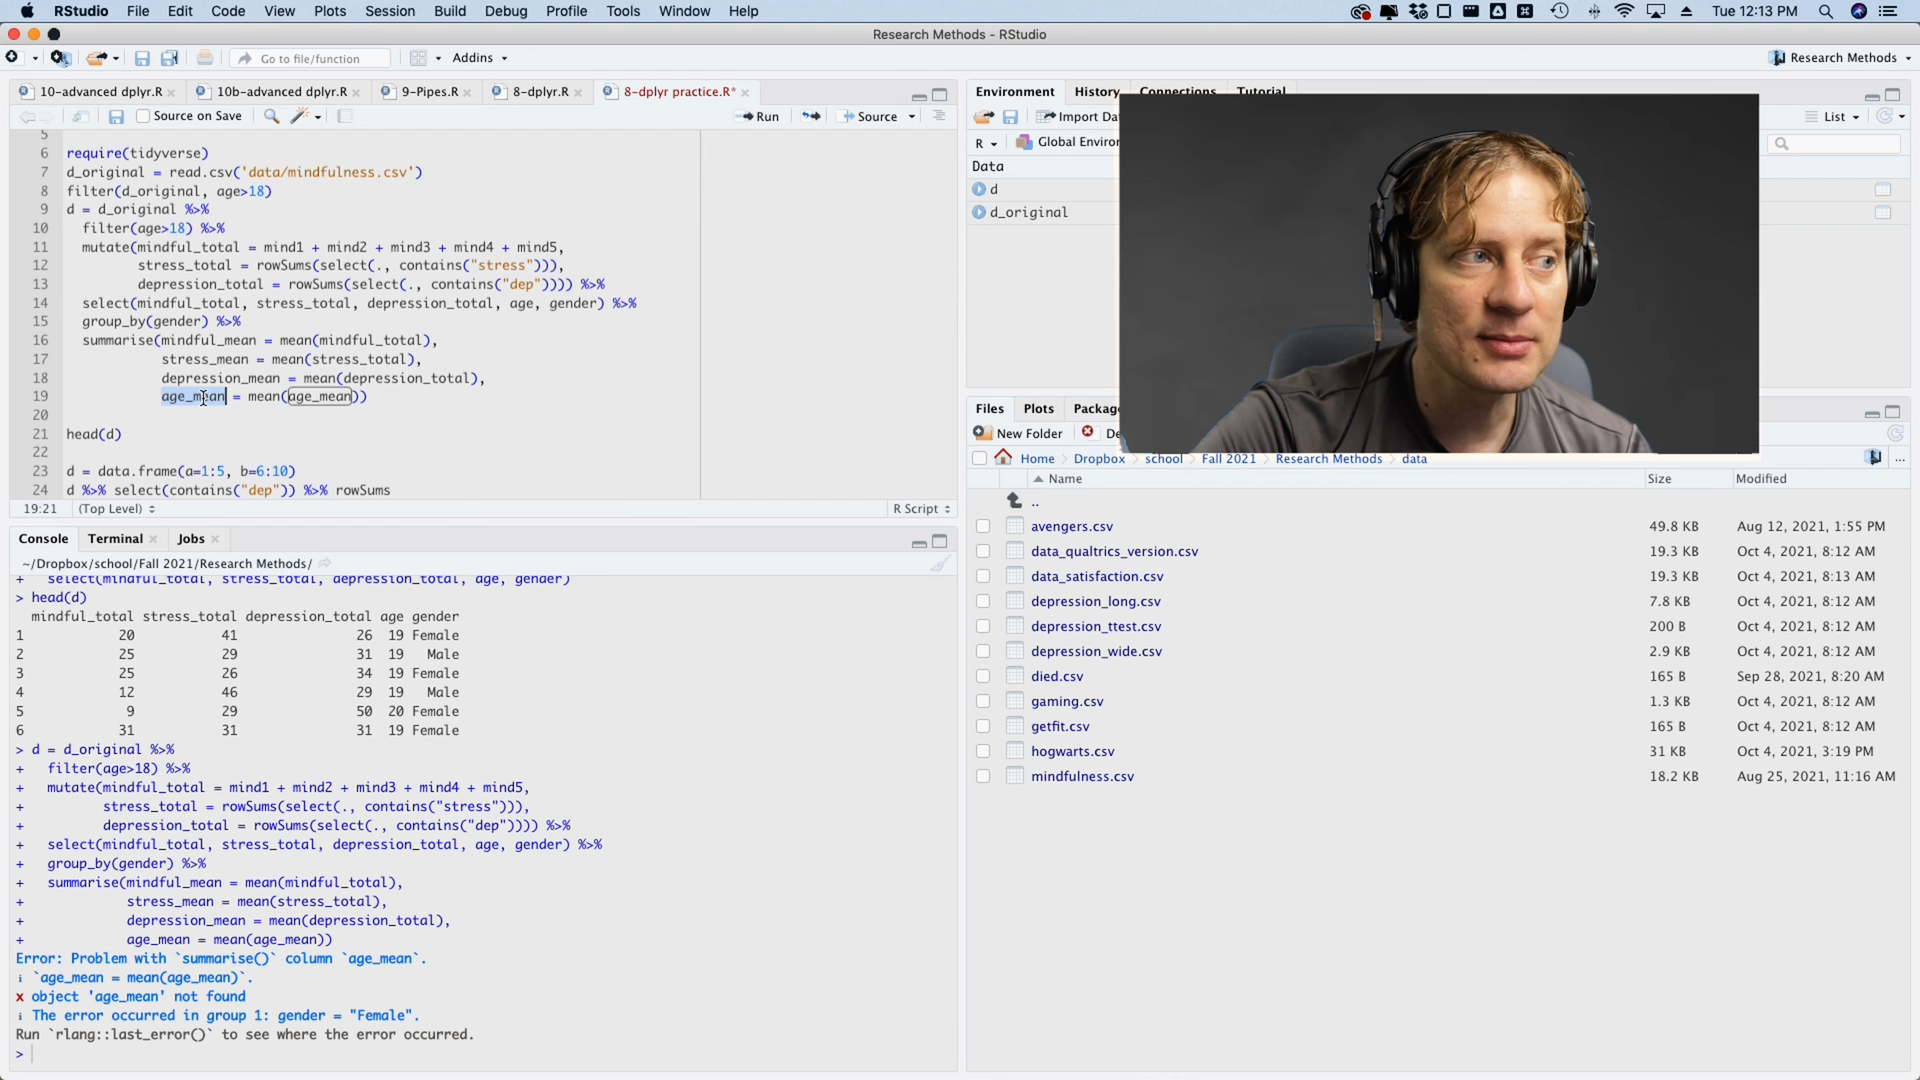 RStudio File Edit Code View Plots Session Build Debug Profile Tools Window Help Tue 12:13 PM
Research Methods - RStudio
Go to file/function Addins Research Methods
10-advanced dplyr.R 10b-advanced dplyr.R 9-Pipes.R 8-dplyr.R 8-dplyr practice.R*
Source on Save Run Source
5
6 require(tidyverse)
7 d_original = read.csv('data/mindfulness.csv')
8 filter(d_original, age>18)
9 d = d_original %>%
10 filter(age>18) %>%
11 mutate(mindful_total = mind1 + mind2 + mind3 + mind4 + mind5,
12 stress_total = rowSums(select(., contains("stress"))),
13 depression_total = rowSums(select(., contains("dep")))) %>%
14 select(mindful_total, stress_total, depression_total, age, gender) %>%
15 group_by(gender) %>%
16 summarise(mindful_mean = mean(mindful_total),
17 stress_mean = mean(stress_total),
18 depression_mean = mean(depression_total),
19 age_mean = mean(age_mean))
20
21 head(d)
22
23 d = data.frame(a=1:5, b=6:10)
24 d %>% select(contains("dep")) %>% rowSums
19:21 (Top Level) R Script
Console Terminal Jobs
~/Dropbox/school/Fall 2021/Research Methods/
+ select(mindful_total, stress_total, depression_total, age, gender)
> head(d)
mindful_total stress_total depression_total age gender
1 20 41 26 19 Female
2 25 29 31 19 Male
3 25 26 34 19 Female
4 12 46 29 19 Male
5 9 29 50 20 Female
6 31 31 31 19 Female
> d = d_original %>%
+ filter(age>18) %>%
+ mutate(mindful_total = mind1 + mind2 + mind3 + mind4 + mind5,
+ stress_total = rowSums(select(., contains("stress"))),
+ depression_total = rowSums(select(., contains("dep")))) %>%
+ select(mindful_total, stress_total, depression_total, age, gender) %>%
+ group_by(gender) %>%
+ summarise(mindful_mean = mean(mindful_total),
+ stress_mean = mean(stress_total),
+ depression_mean = mean(depression_total),
+ age_mean = mean(age_mean))
Error: Problem with `summarise()` column `age_mean`.
i `age_mean = mean(age_mean)`.
x object 'age_mean' not found
i The error occurred in group 1: gender = "Female".
Run `rlang::last_error()` to see where the error occurred.
>
Environment History Connections Tutorial
Import Da List
R Global Enviro
Data
d
d_original
Files Plots Packag
New Folder De
Home Dropbox school Fall 2021 Research Methods data
Name Size Modified
..
avengers.csv 49.8 KB Aug 12, 2021, 1:55 PM
data_qualtrics_version.csv 19.3 KB Oct 4, 2021, 8:12 AM
data_satisfaction.csv 19.3 KB Oct 4, 2021, 8:13 AM
depression_long.csv 7.8 KB Oct 4, 2021, 8:12 AM
depression_ttest.csv 200 B Oct 4, 2021, 8:12 AM
depression_wide.csv 2.9 KB Oct 4, 2021, 8:12 AM
died.csv 165 B Sep 28, 2021, 8:20 AM
gaming.csv 1.3 KB Oct 4, 2021, 8:12 AM
getfit.csv 165 B Oct 4, 2021, 8:12 AM
hogwarts.csv 31 KB Oct 4, 2021, 3:19 PM
mindfulness.csv 18.2 KB Aug 25, 2021, 11:16 AM